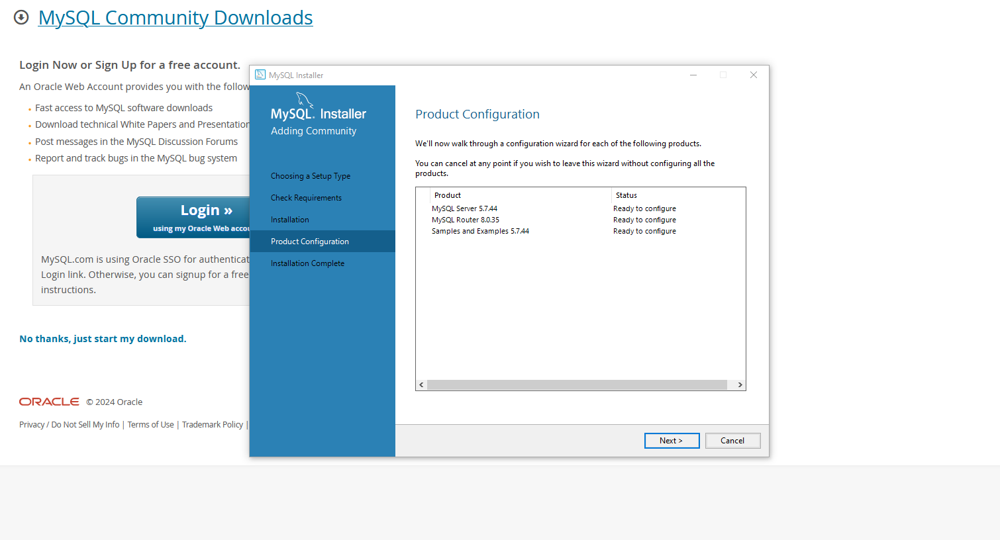 MySQL Community Downloads
Login Now or Sign Up for a free account.
An Oracle Web Account provides you with the
Fast access to MySQL software downloads
Download technical White Papers and
Post messages in the MySQL Discussion Forums
Report and track bugs in the MySQL bug system
Login »
using my Oracle Web
MySQL.com is using Oracle SSO for
Login link. Otherwise, you can signup for a free
instructions.
No thanks, just start my download.
ORACLE © 2024 Oracle
Privacy / Do Not Sell My Info | Terms of Use | Trademark Policy |
MySQL Installer
MySQL. Installer
Adding Community
Choosing a Setup Type
Check Requirements
Installation
Product Configuration
Installation Complete
Product Configuration
We'll now walk through a configuration wizard for each of the following products.
You can cancel at any point if you wish to leave this wizard without configuring all the
products.
Product Status
MySQL Server 5.7.44 Ready to configure
MySQL Router 8.0.35 Ready to configure
Samples and Examples 5.7.44 Ready to configure
Next >
Cancel